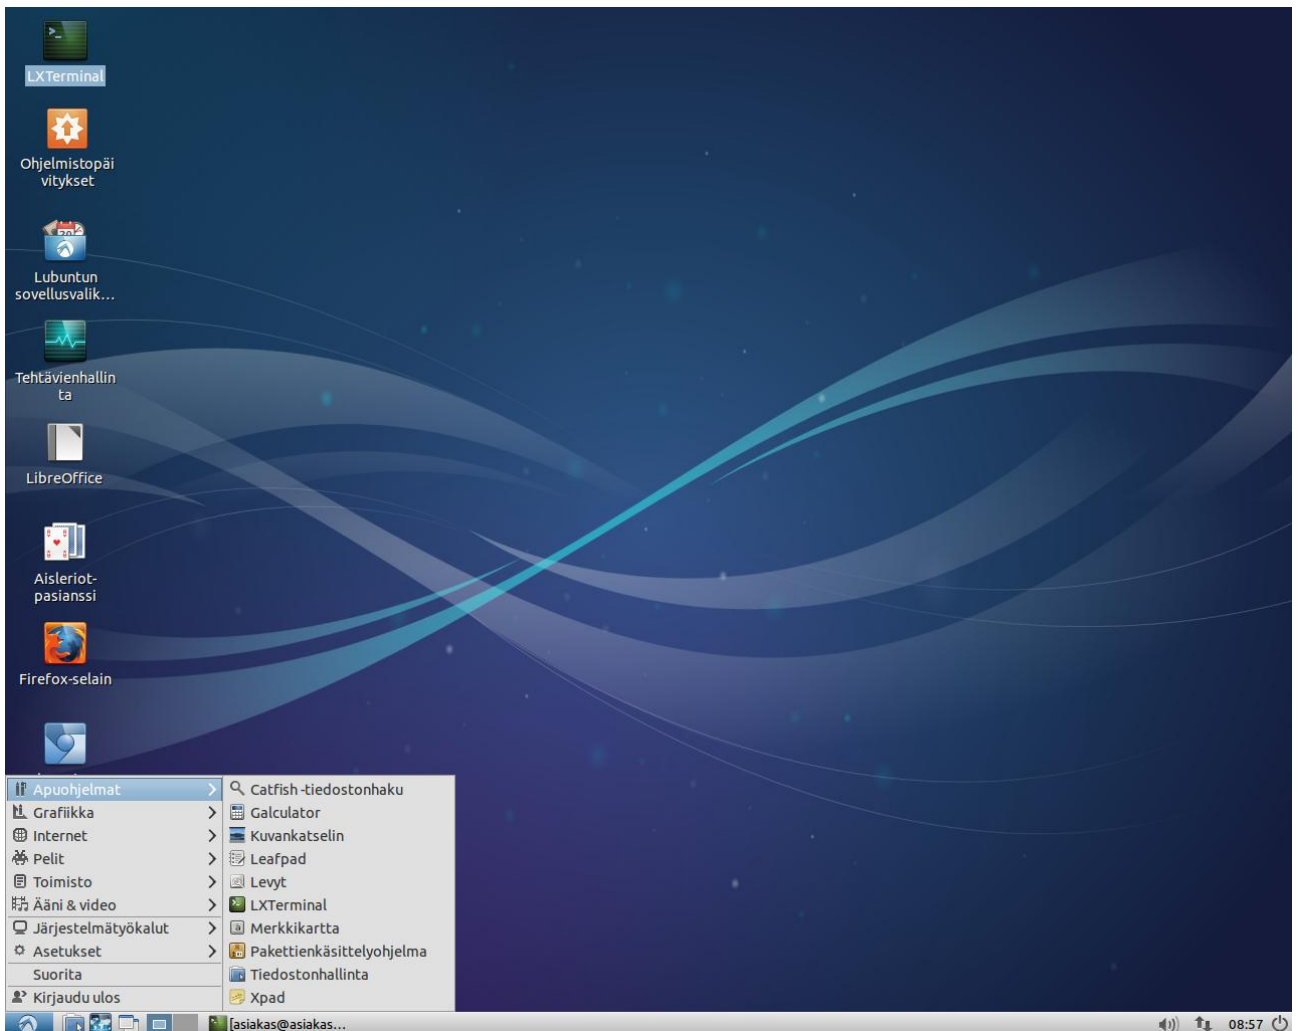 LXTerminal
Ohjelmistopäi
vitykset
Lubuntun
sovellusvalik...
Tehtävienhallin
ta
LibreOffice
Aisleriot-
pasianssi
Firefox-selain
Apuohjelmat
Grafiikka
Internet
Pelit
Toimisto
Ääni & video
Järjestelmätyökalut
Asetukset
Suorita
Kirjaudu ulos
Catfish -tiedostonhaku
Galculator
Kuvankatselin
Leafpad
Levyt
LXTerminal
Merkkikartta
Pakettienkäsittelyohjelma
Tiedostonhallinta
Xpad
[asiakas@asiakas...
08:57